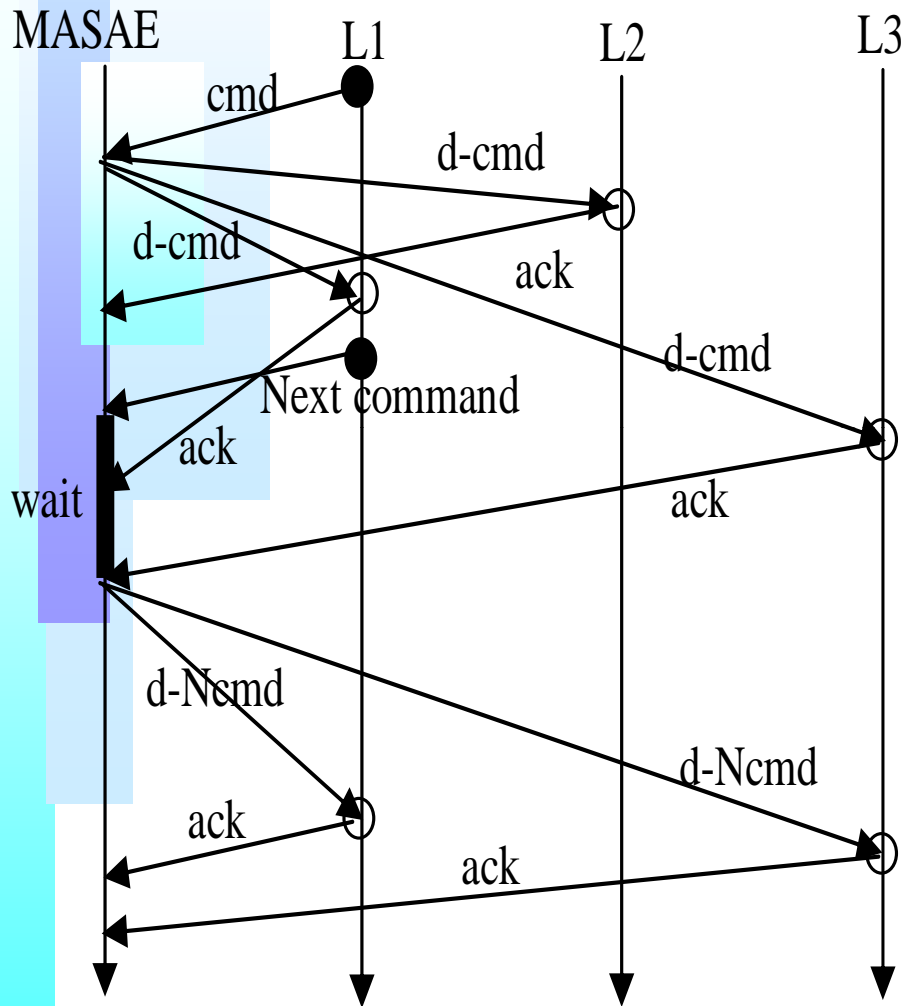 MASAE
L1
L2
L3
cmd
d-cmd
d-cmd
ack
d-cmd
Next command
ack
wait
ack
d-Ncmd
d-Ncmd
ack
ack